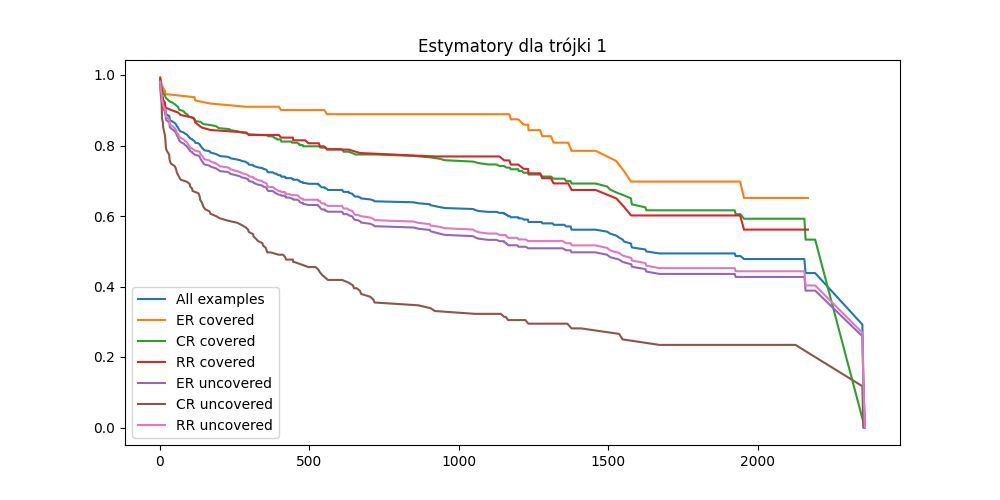 Estymatory dla trójki 1
1.0
0.8
0.6
0.4
0.2
0.0
All examples
ER covered
CR covered
RR covered
ER uncovered
CR uncovered
RR uncovered
0 500 1000 1500 2000